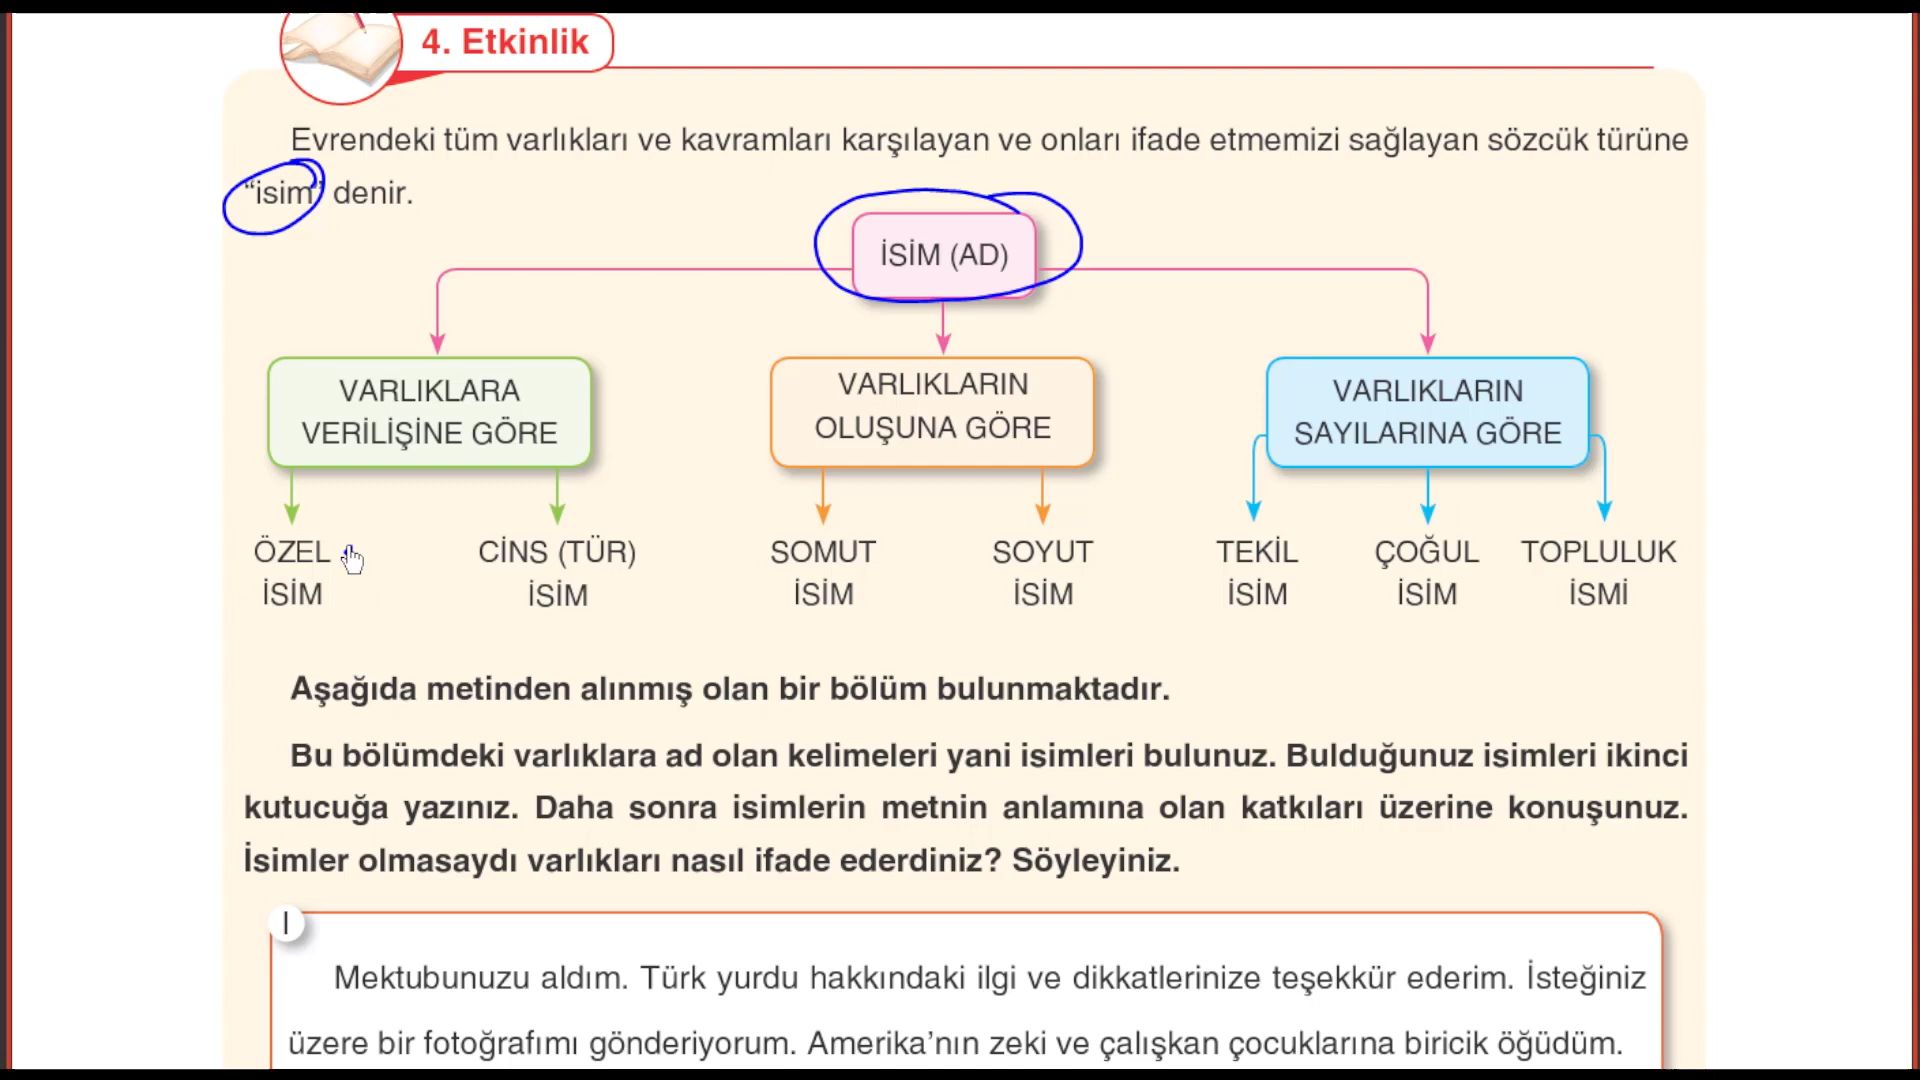 4. Etkinlik
Evrendeki tüm varlıkları ve kavramları karşılayan ve onları ifade etmemizi sağlayan sözcük türüne
“isim” denir.
İSİM (AD)
VARLIKLARA
VERİLİŞİNE GÖRE
VARLIKLARIN
OLUŞUNA GÖRE
VARLIKLARIN
SAYILARINA GÖRE
ÖZEL
İSİM
CİNS (TÜR)
İSİM
SOMUT
İSİM
SOYUT
İSİM
TEKİL
İSİM
ÇOĞUL
İSİM
TOPLULUK
İSMİ
Aşağıda metinden alınmış olan bir bölüm bulunmaktadır.
Bu bölümdeki varlıklara ad olan kelimeleri yani isimleri bulunuz. Bulduğunuz isimleri ikinci
kutucuğa yazınız. Daha sonra isimlerin metnin anlamına olan katkıları üzerine konuşunuz.
İsimler olmasaydı varlıkları nasıl ifade ederdiniz? Söyleyiniz.
I
Mektubunuzu aldım. Türk yurdu hakkındaki ilgi ve dikkatlerinize teşekkür ederim. İsteğiniz
üzere bir fotoğrafımı gönderiyorum. Amerika’nın zeki ve çalışkan çocuklarına biricik öğüdüm.